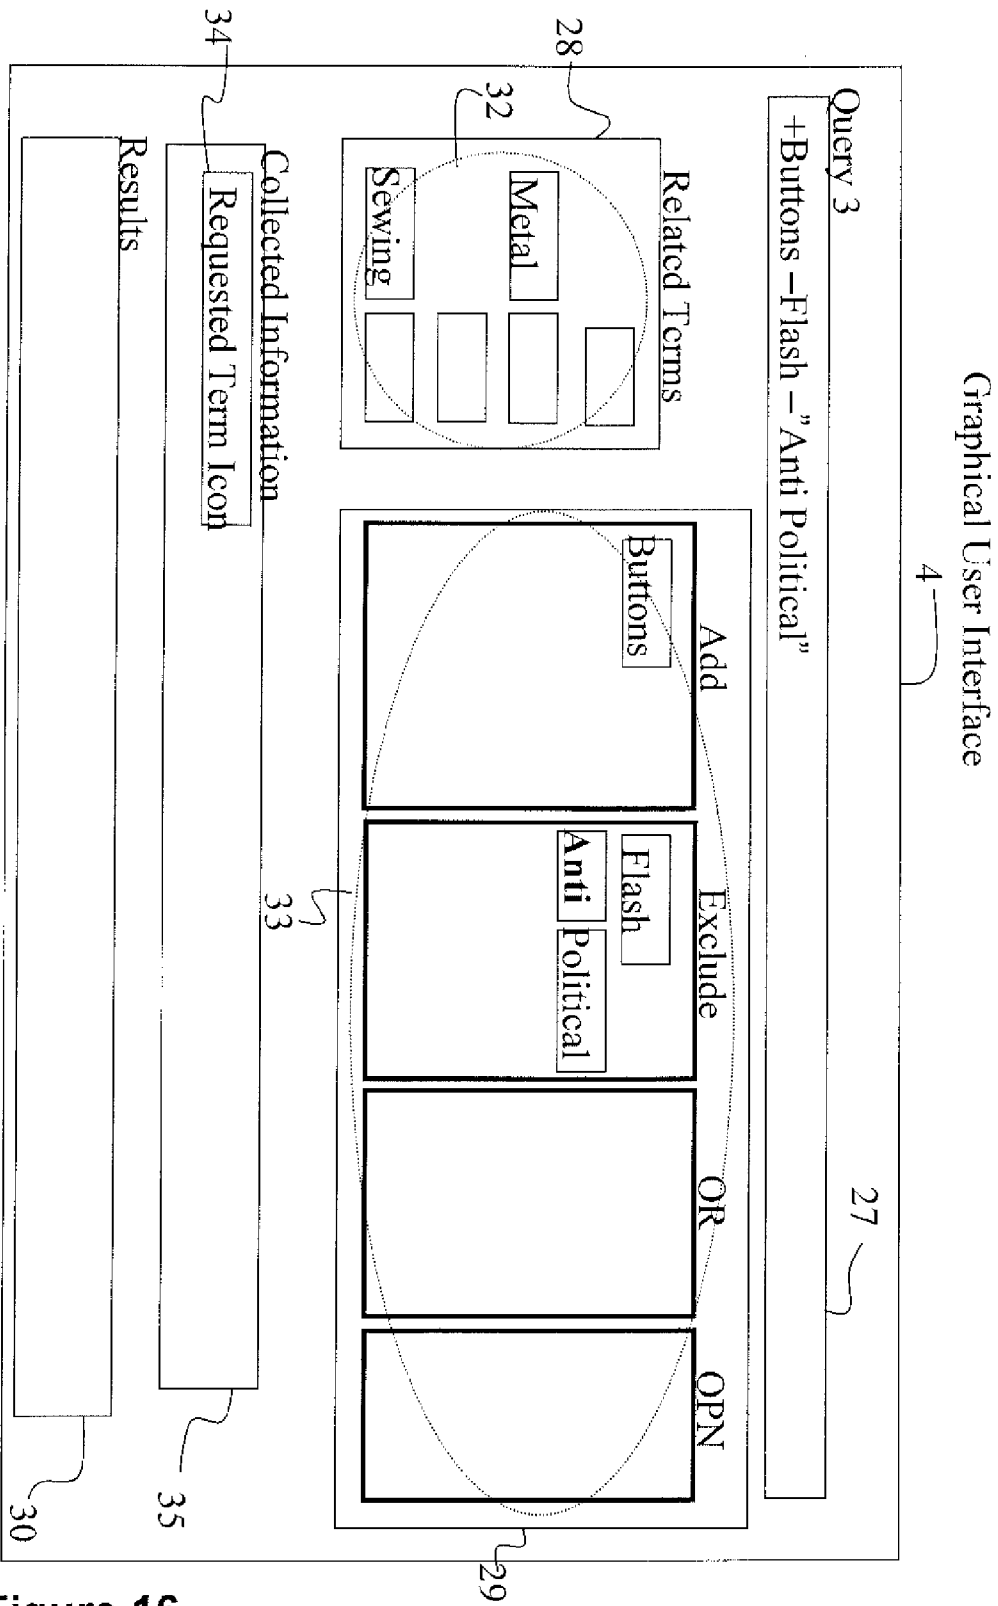 Graphical User Interface
4
27
Query 3
+Buttons –Flash –”Anti Political”
28
Related Terms
32
Metal
Sewing
Add
Exclude
OR
OPN
Buttons
Flash
Anti Political
33
29
34
Collected Information
Requested Term Icon
35
Results
30
Figure 16